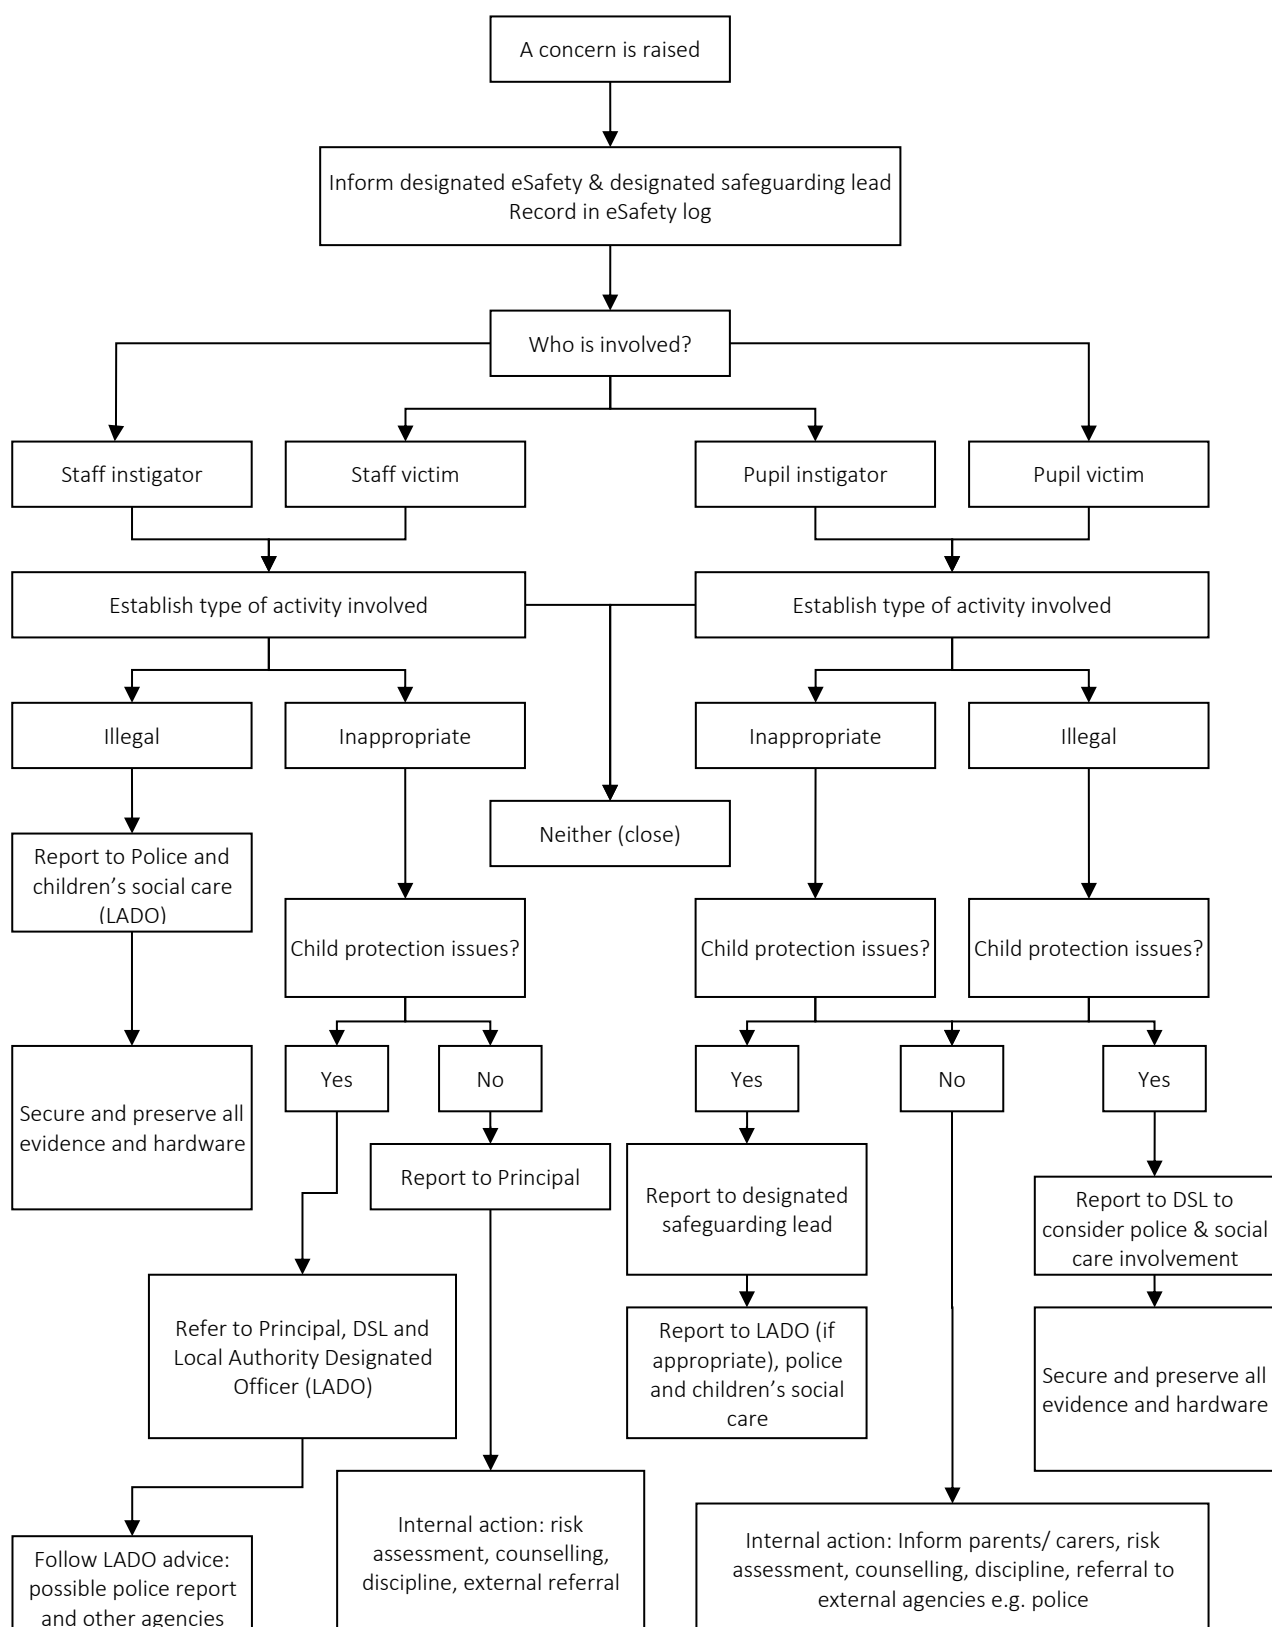 A concern is raised
Inform designated eSafety & designated safeguarding lead
Record in eSafety log
Who is involved?
Staff instigator
Staff victim
Pupil instigator
Pupil victim
Establish type of activity involved
Establish type of activity involved
Illegal
Inappropriate
Inappropriate
Illegal
Neither (close)
Report to Police and
children’s social care
(LADO)
Child protection issues?
Child protection issues?
Child protection issues?
Secure and preserve all
evidence and hardware
Yes
No
Yes
No
Yes
Report to Principal
Report to designated
safeguarding lead
Report to DSL to
consider police & social
care involvement
Refer to Principal, DSL and
Local Authority Designated
Officer (LADO)
Report to LADO (if
appropriate), police
and children’s social
care
Secure and preserve all
evidence and hardware
Follow LADO advice:
possible police report
and other agencies
Internal action: risk
assessment, counselling,
discipline, external referral
Internal action: Inform parents/ carers, risk
assessment, counselling, discipline, referral to
external agencies e.g. police